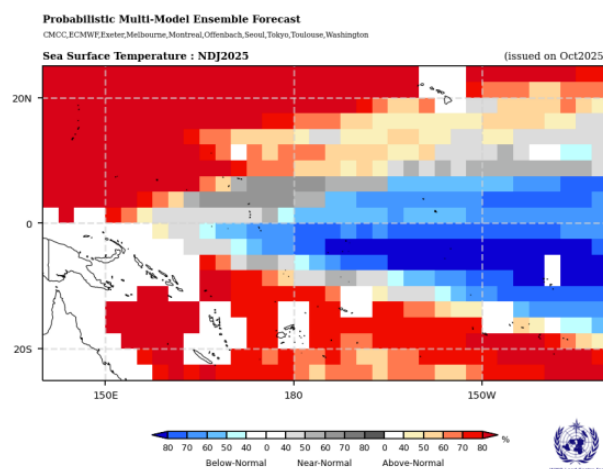 Probabilistic Multi-Model Ensemble Forecast
CMCC,ECMWF,Exeter,Melbourne,Montreal,Offenbach,Seoul,Tokyo,Toulouse,Washington
Sea Surface Temperature : NDJ2025 (issued on Oct2025
20N
0
20S
150E 180 150W
80 70 60 50 40 0 40 50 60 70 80 0 40 50 60 70 80 %
Below-Normal Near-Normal Above-Normal